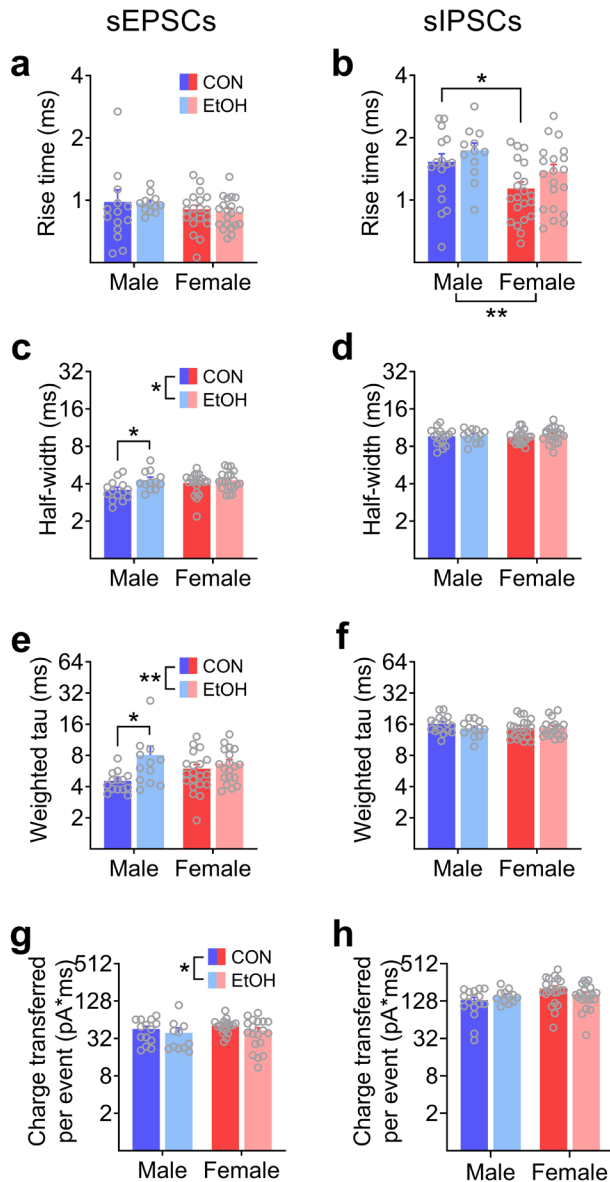 sEPSCs
sIPSCs
a
Rise time (ms)
4
2
1
CON
EtOH
Male
Female
b
Rise time (ms)
4
2
1
*
Male
Female
**
c
Half-width (ms)
32
16
8
4
2
*
CON
EtOH
*
Male
Female
d
Half-width (ms)
32
16
8
4
2
Male
Female
e
Weighted tau (ms)
64
32
16
8
4
2
**
CON
EtOH
*
Male
Female
f
Weighted tau (ms)
64
32
16
8
4
2
Male
Female
g
Charge transferred
per event (pA*ms)
512
128
32
8
2
*
CON
EtOH
Male
Female
h
Charge transferred
per event (pA*ms)
512
128
32
8
2
Male
Female